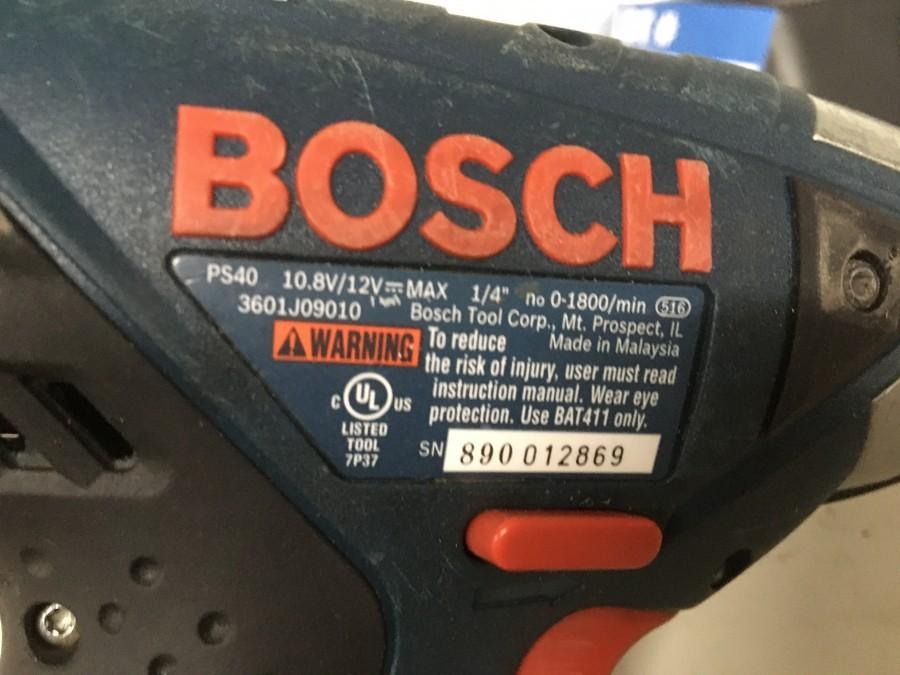 BOSCH
PS40 10.8V/12V⎓MAX 1/4" no 0-1800/min 516
3601J09010 Bosch Tool Corp., Mt. Prospect, IL
Made in Malaysia
WARNING To reduce
the risk of injury, user must read
instruction manual. Wear eye
protection. Use BAT411 only.
C UL US
LISTED
TOOL
7P37
SN 890 012869